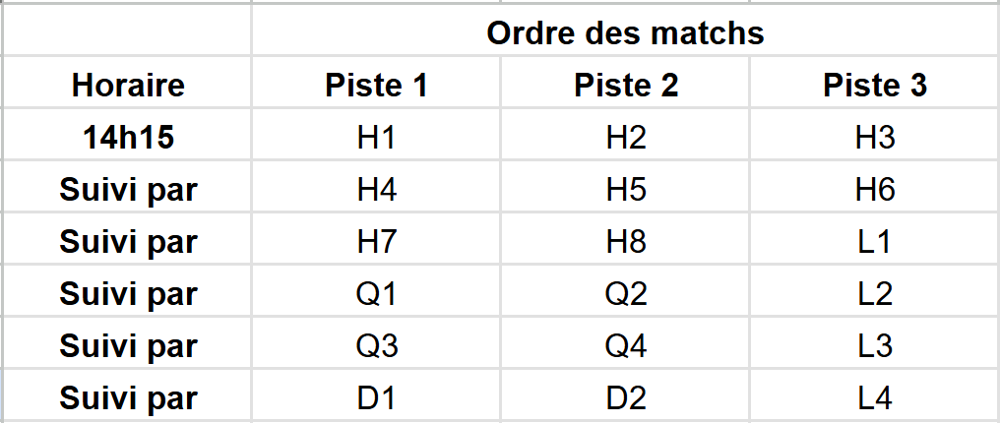 Ordre des matchs
Horaire Piste 1 Piste 2 Piste 3
14h15 H1 H2 H3
Suivi par H4 H5 H6
Suivi par H7 H8 L1
Suivi par Q1 Q2 L2
Suivi par Q3 Q4 L3
Suivi par D1 D2 L4